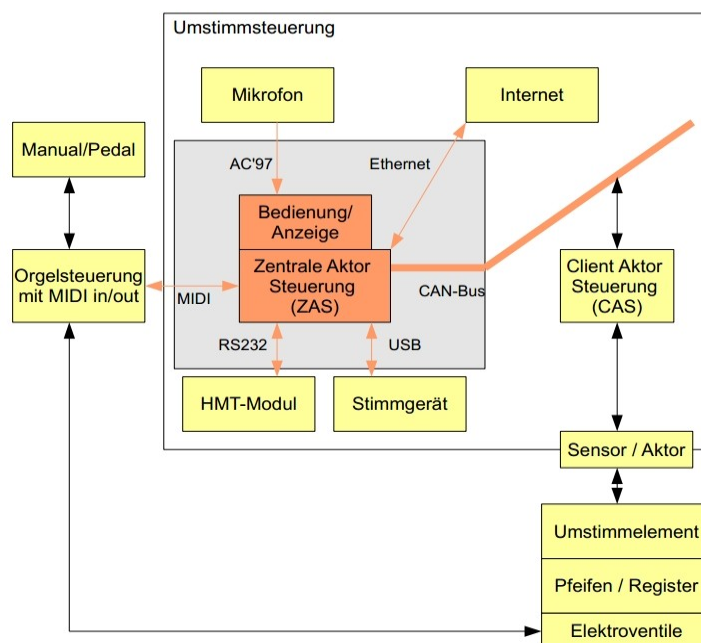 Umstimmsteuerung
Mikrofon
Internet
Manual/Pedal
AC'97
Ethernet
Bedienung/
Anzeige
Orgelsteuerung
mit MIDI in/out
MIDI
Zentrale Aktor
Steuerung
(ZAS)
CAN-Bus
Client Aktor
Steuerung
(CAS)
RS232
USB
HMT-Modul
Stimmgerät
Sensor / Aktor
Umstimmelement
Pfeifen / Register
Elektroventile